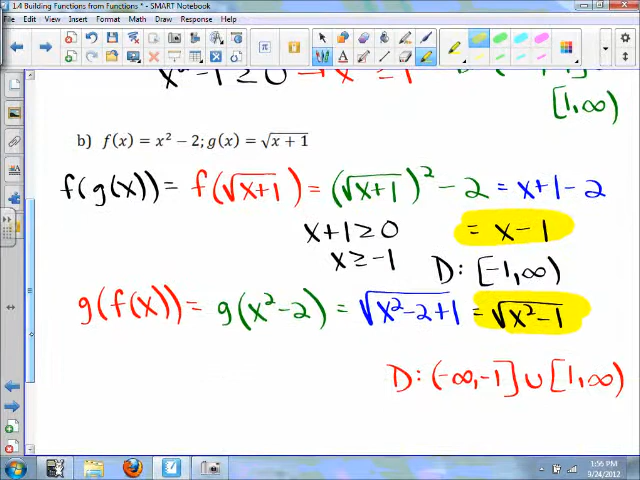 1.4 Building Functions from Functions * - SMART Notebook
File Edit View Insert Format Math Draw Response Help
[1,∞)
b) f(x) = x² − 2; g(x) = √(x + 1)
f(g(x)) = f(√(x+1)) = (√(x+1))² − 2 = x+1−2
x+1 ≥ 0 = x−1
x ≥ −1 D: [−1,∞)
g(f(x)) = g(x²−2) = √(x²−2+1) = √(x²−1)
D: (−∞,−1] ∪ [1,∞)
1:56 PM
9/24/2012